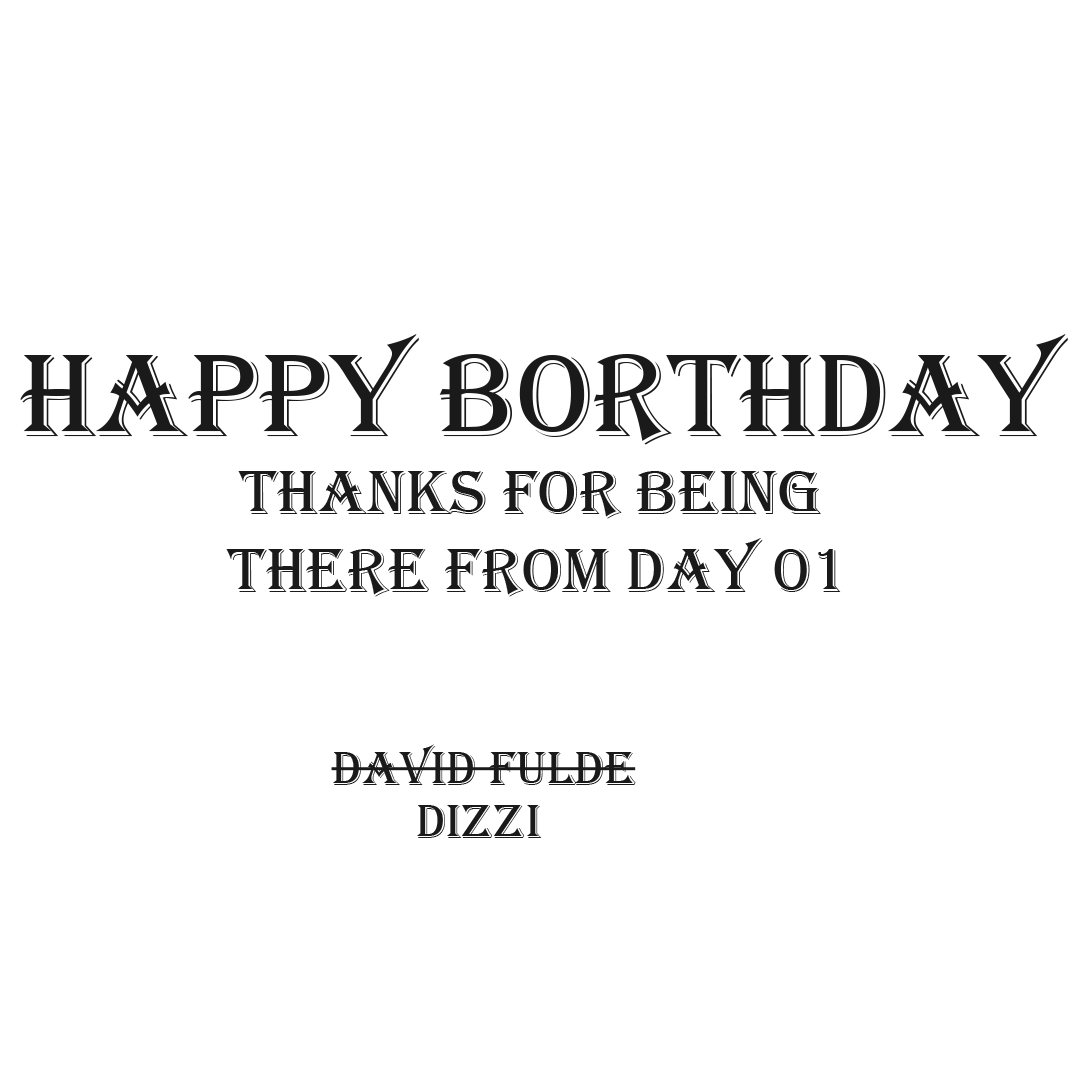 HAPPY BORTHDAY
THANKS FOR BEING
THERE FROM DAY 01
DAVID FULDE
DIZZI